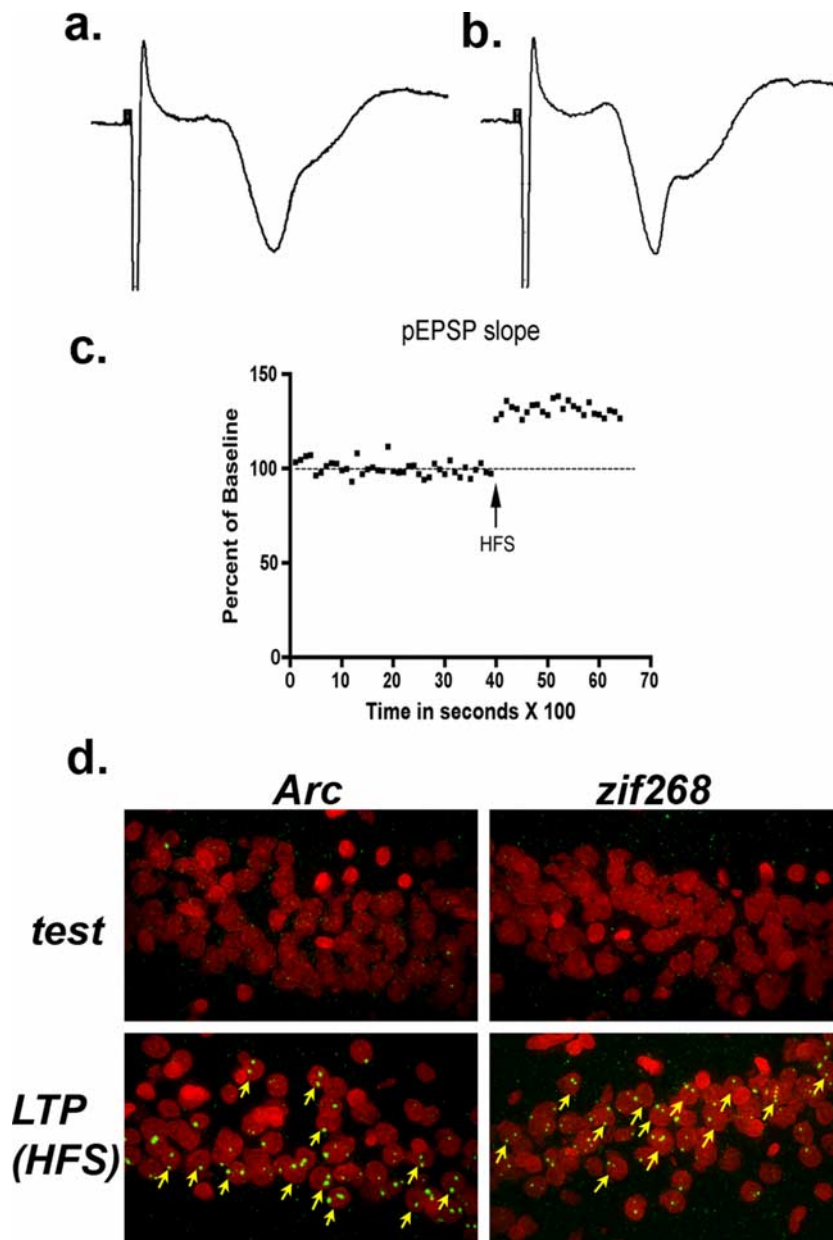 a.
b.
c.
pEPSP slope
150
100
50
0
Percent of Baseline
HFS
0 10 20 30 40 50 60 70
Time in seconds X 100
d.
Arc
zif268
test
LTP
(HFS)